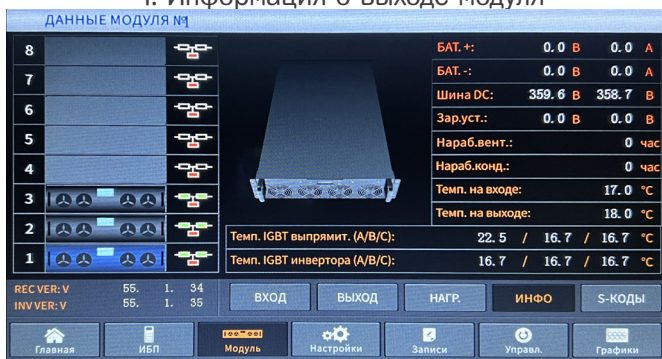 4. Информация о выходе модуля
ДАННЫЕ МОДУЛЯ №1
8
7
6
5
4
3
2
1
БАТ. +: 0.0 В 0.0 А
БАТ. -: 0.0 В 0.0 А
Шина DC: 359.6 В 358.7 В
Зар.уст.: 0.0 В 0.0 В
Нараб.вент.: 0 час
Нараб.конд.: 0 час
Темп. на входе: 17.0 °C
Темп. на выходе: 18.0 °C
Темп. IGBT выпрямит. (А/В/С): 22.5 / 16.7 / 16.7 °C
Темп. IGBT инвертора (А/В/С): 16.7 / 16.7 / 16.7 °C
REC VER: V 55. 1. 34
INV VER: V 55. 1. 35
ВХОД ВЫХОД НАГР. ИНФО S-КОДЫ
Главная ИБП Модуль Настройки Записи Управл. Графики